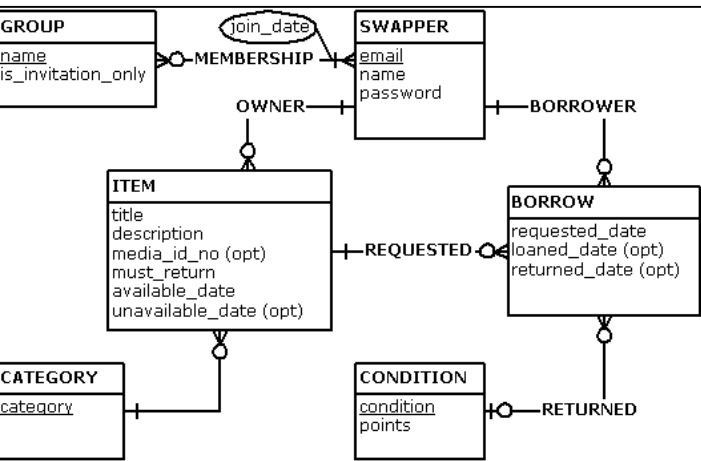 GROUP
name
is_invitation_only
join_date
MEMBERSHIP
SWAPPER
email
name
password
OWNER
BORROWER
ITEM
title
description
media_id_no (opt)
must_return
available_date
unavailable_date (opt)
REQUESTED
BORROW
requested_date
loaned_date (opt)
returned_date (opt)
CATEGORY
category
CONDITION
condition
points
RETURNED